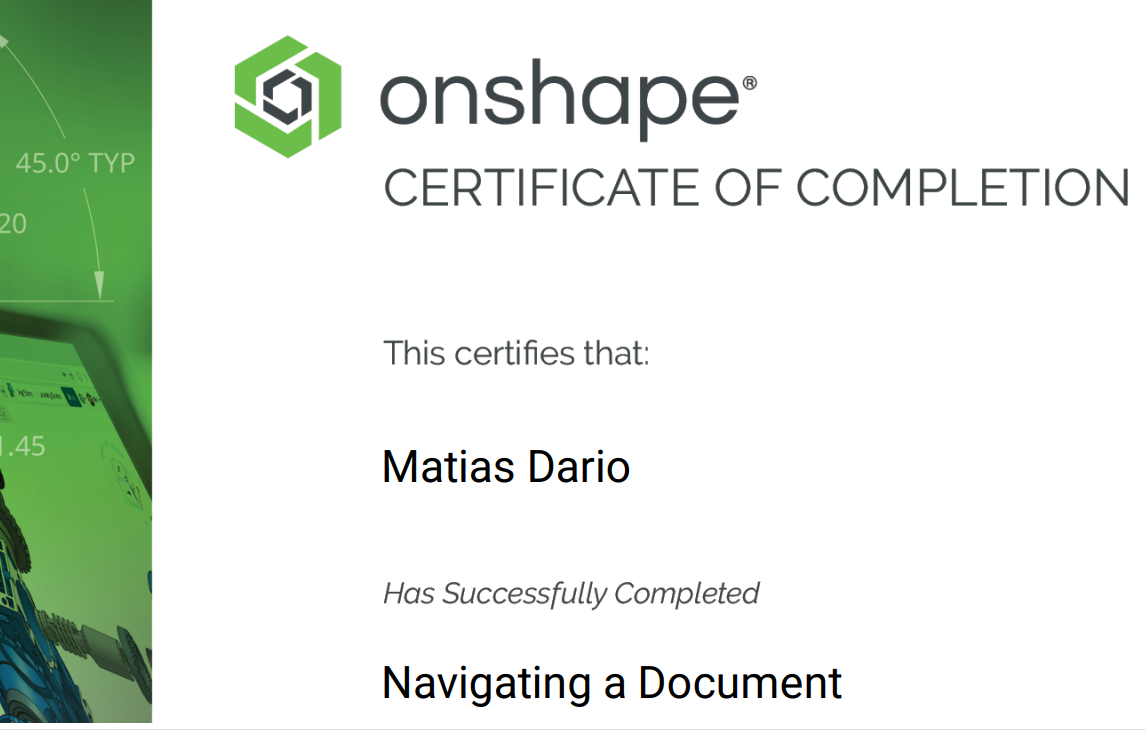 45.0° TYP
20
.45
onshape®
CERTIFICATE OF COMPLETION
This certifies that:
Matias Dario
Has Successfully Completed
Navigating a Document